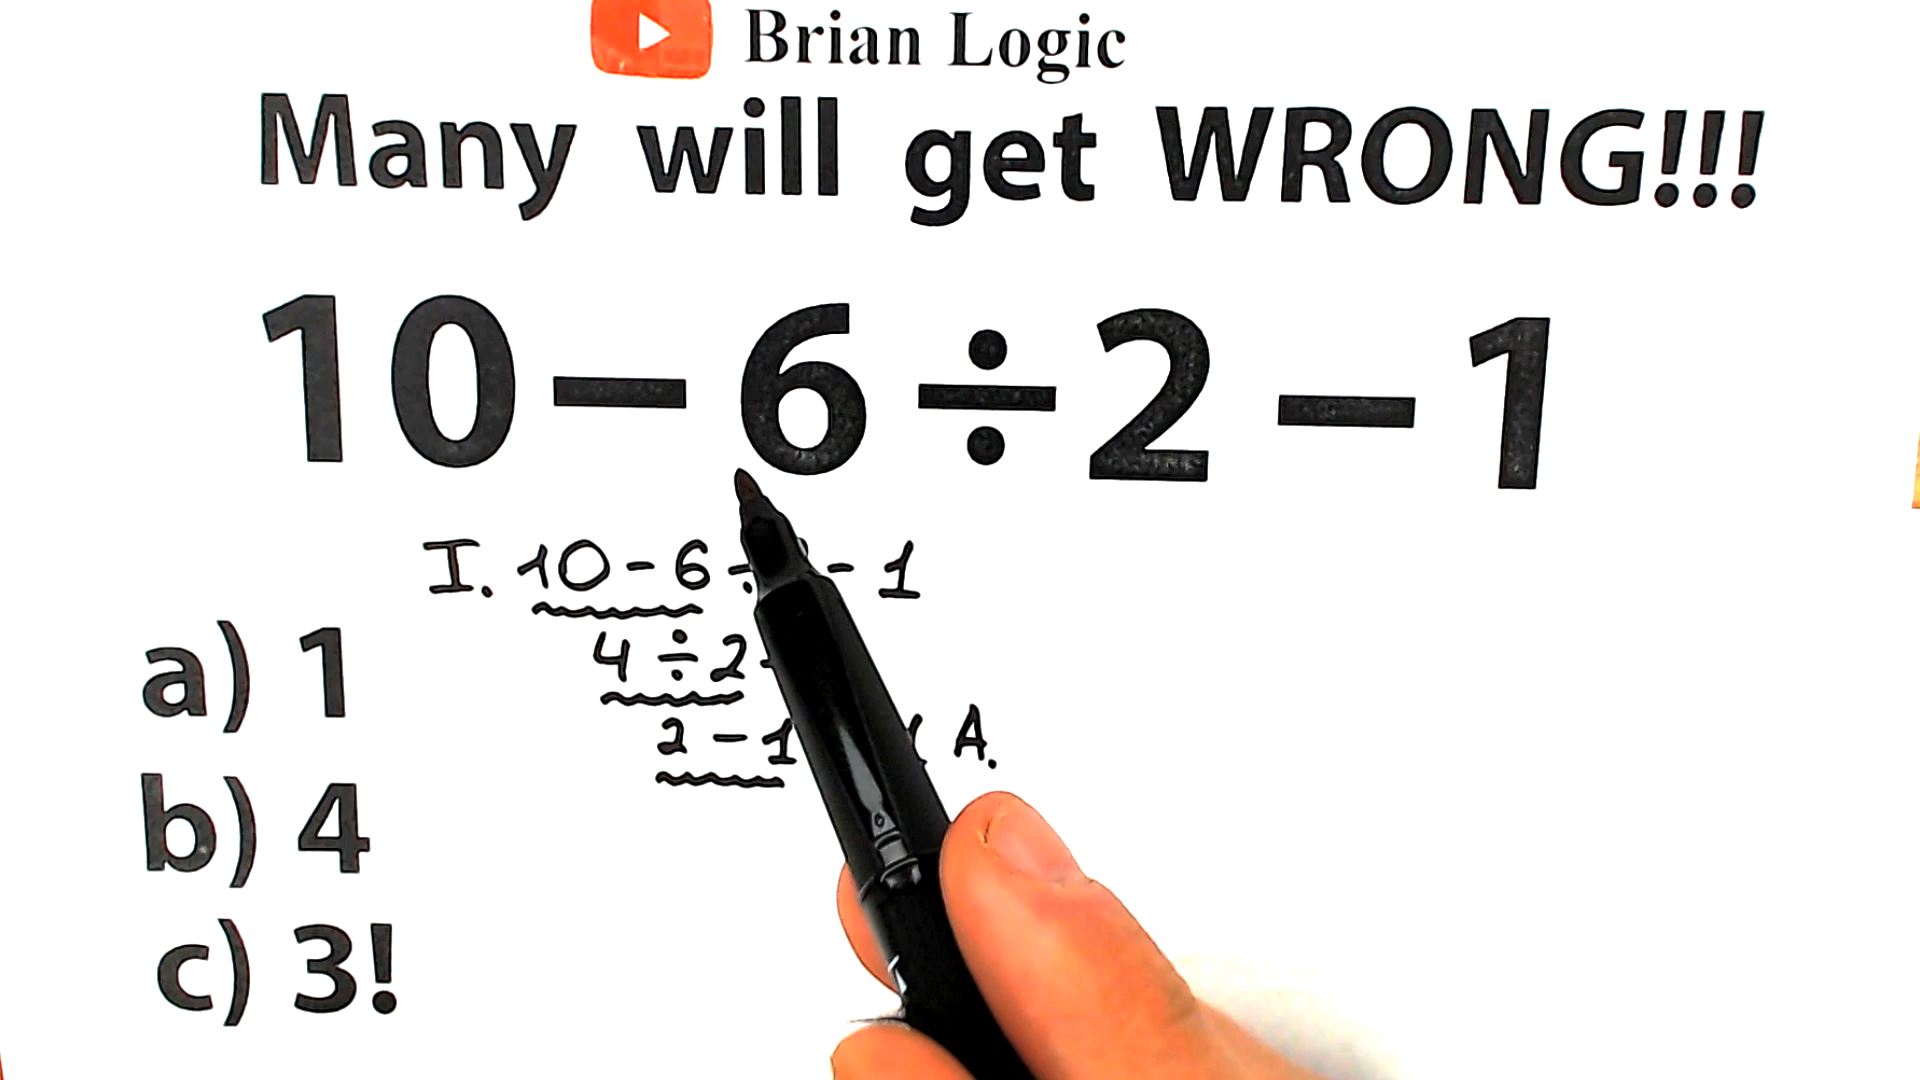 Brian Logic
Many will get WRONG!!!
10−6÷2−1
I. 10-6÷ - 1
4÷2
2-1 A.
a) 1
b) 4
c) 3!